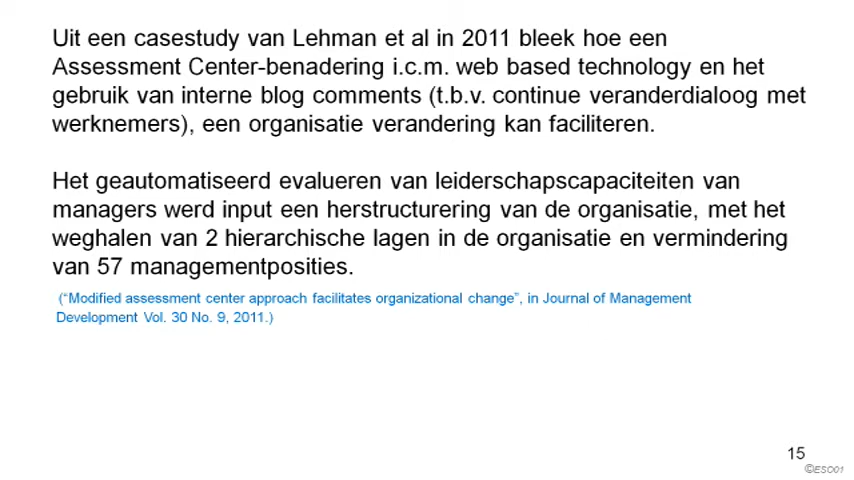 Uit een casestudy van Lehman et al in 2011 bleek hoe een
Assessment Center-benadering i.c.m. web based technology en het
gebruik van interne blog comments (t.b.v. continue veranderdialoog met
werknemers), een organisatie verandering kan faciliteren.
Het geautomatiseerd evalueren van leiderschapscapaciteiten van
managers werd input een herstructurering van de organisatie, met het
weghalen van 2 hierarchische lagen in de organisatie en vermindering
van 57 managementposities.
(“Modified assessment center approach facilitates organizational change”, in Journal of Management
Development Vol. 30 No. 9, 2011.)
15
©ESO01